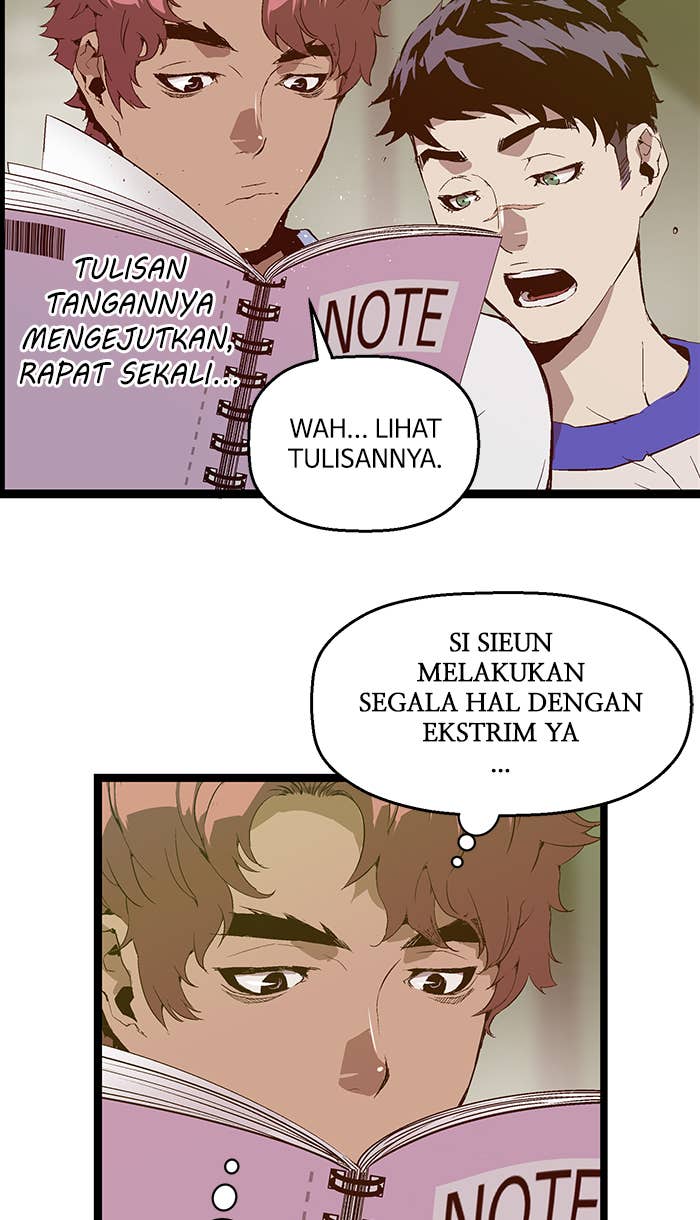 TULISAN
TANGANNYA
MENGEJUTKAN,
RAPAT SEKALI...
NOTE
WAH... LIHAT
TULISANNYA.
SI SIEUN
MELAKUKAN
SEGALA HAL DENGAN
EKSTRIM YA
...
NOTE